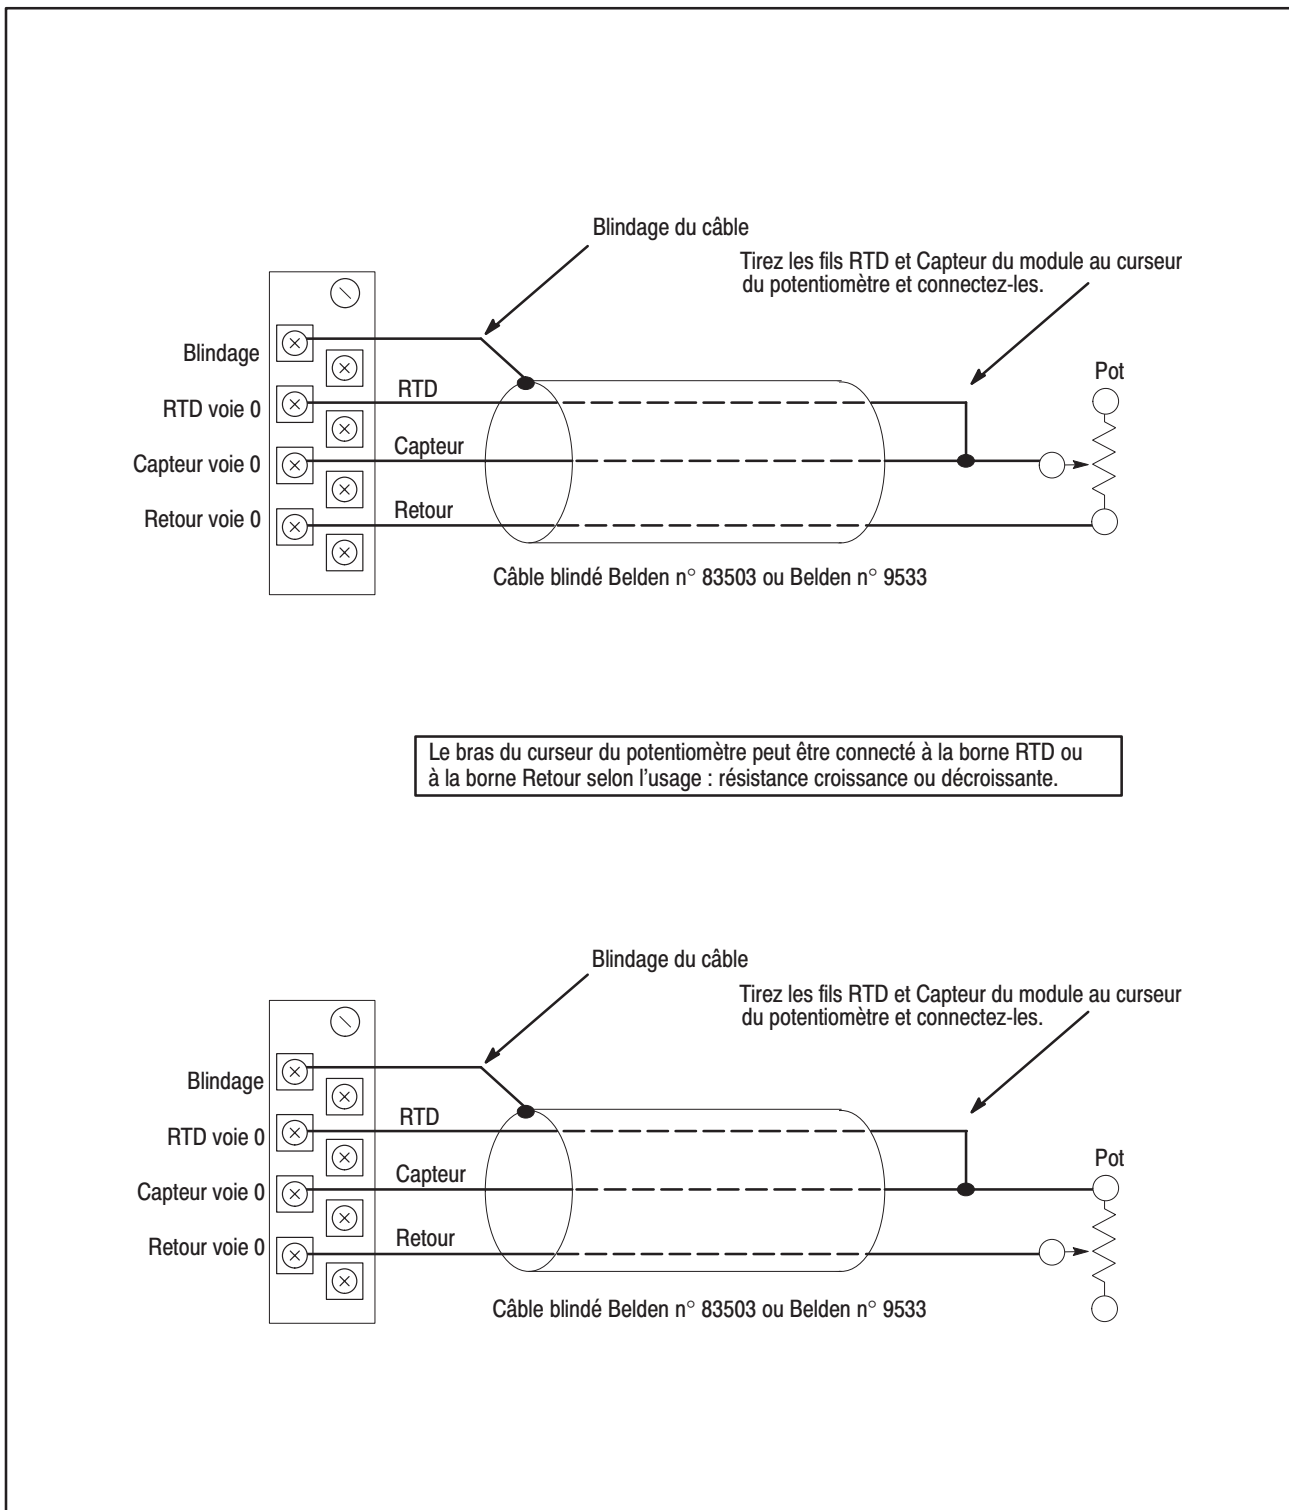 Blindage du câble
Tirez les fils RTD et Capteur du module au curseur
du potentiomètre et connectez-les.
Blindage
Pot
RTD
RTD voie 0
Capteur
Capteur voie 0
Retour
Retour voie 0
Câble blindé Belden n° 83503 ou Belden n° 9533
Le bras du curseur du potentiomètre peut être connecté à la borne RTD ou
à la borne Retour selon l'usage : résistance croissance ou décroissante.
Blindage du câble
Tirez les fils RTD et Capteur du module au curseur
du potentiomètre et connectez-les.
Blindage
RTD
RTD voie 0
Pot
Capteur
Capteur voie 0
Retour
Retour voie 0
Câble blindé Belden n° 83503 ou Belden n° 9533